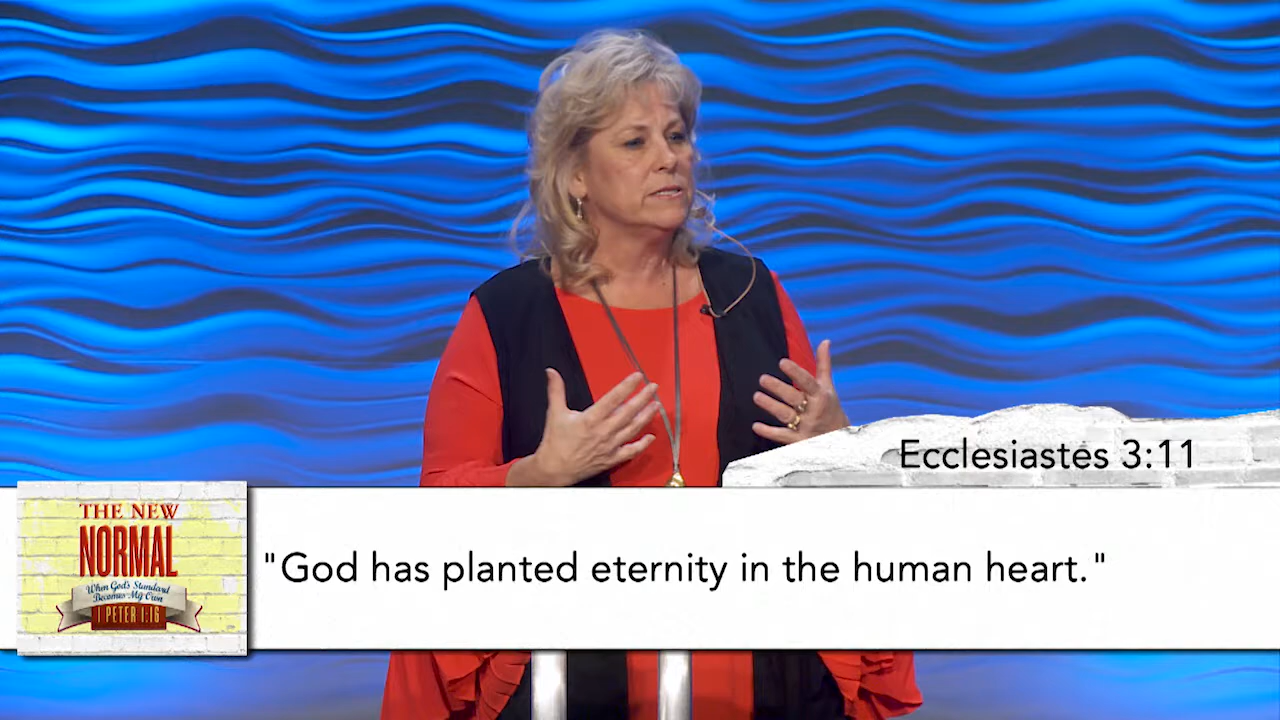 Ecclesiastes 3:11
THE NEW
NORMAL
When God's Standard
Becomes My Own
1 PETER 1:16
"God has planted eternity in the human heart."